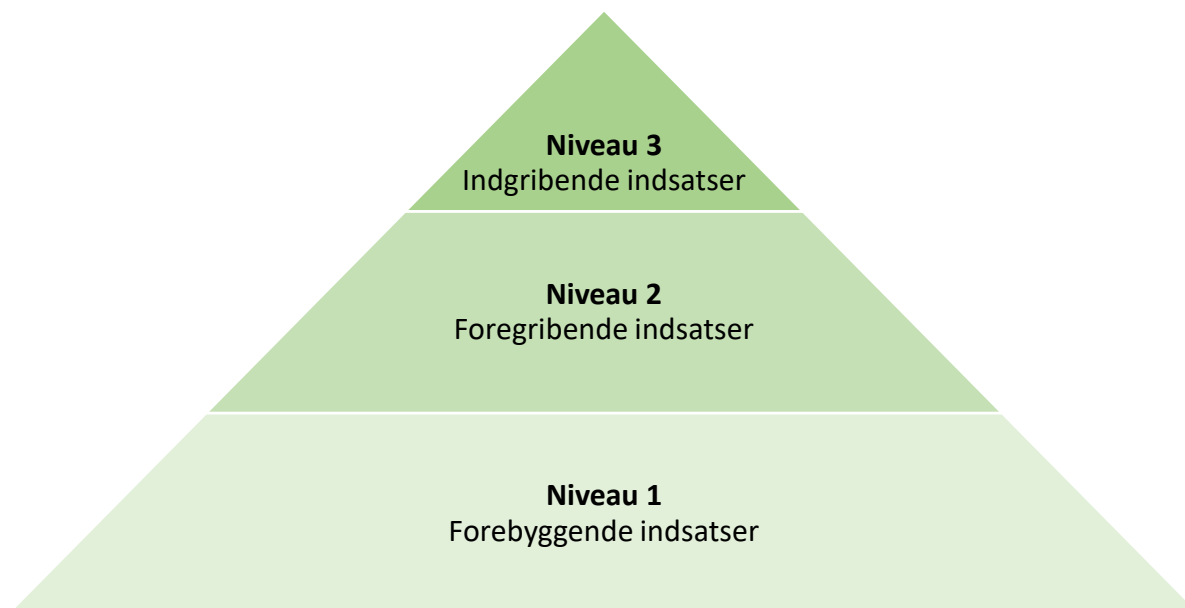 Niveau 3
Indgribende indsatser
Niveau 2
Foregribende indsatser
Niveau 1
Forebyggende indsatser